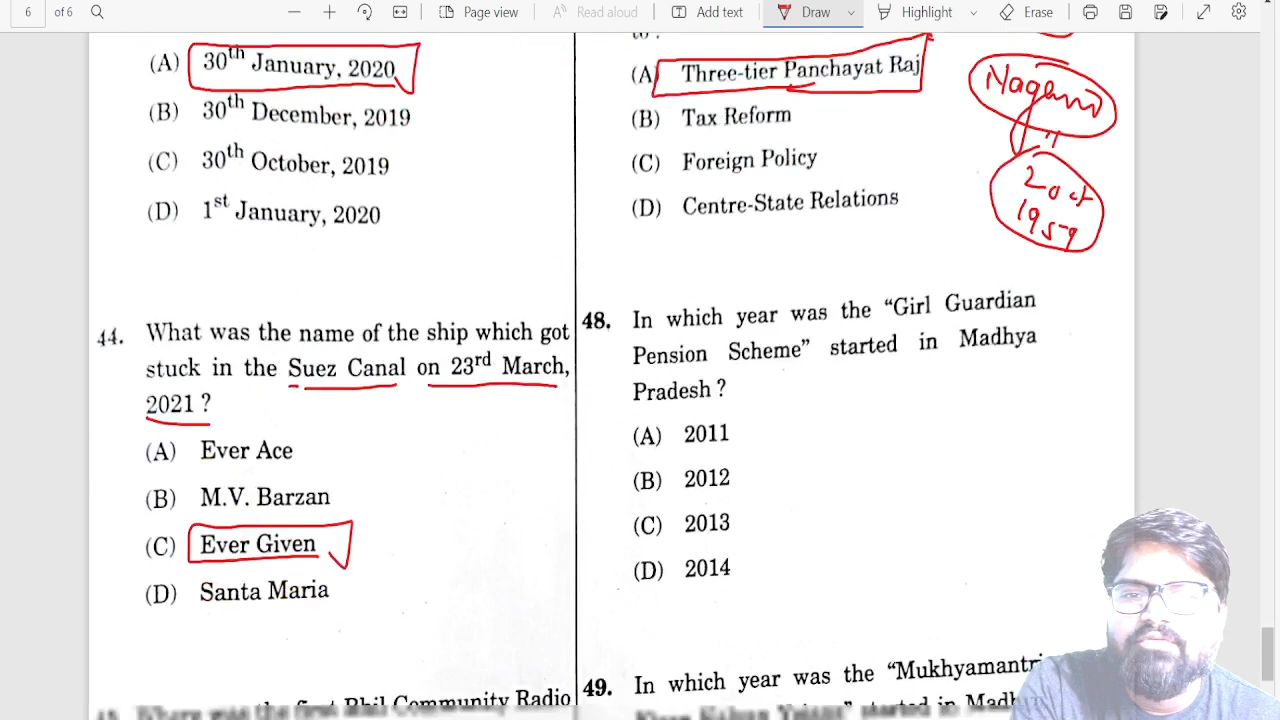 6 of 6
Page view
Read aloud
Add text
Draw
Highlight
Erase
(A) 30th January, 2020
(B) 30th December, 2019
(C) 30th October, 2019
(D) 1st January, 2020
44. What was the name of the ship which got
stuck in the Suez Canal on 23rd March,
2021 ?
(A) Ever Ace
(B) M.V. Barzan
(C) Ever Given
(D) Santa Maria
Community Radio
to ?
(A) Three-tier Panchayat Raj
(B) Tax Reform
(C) Foreign Policy
(D) Centre-State Relations
2 oct
1959
48. In which year was the “Girl Guardian
Pension Scheme” started in Madhya
Pradesh ?
(A) 2011
(B) 2012
(C) 2013
(D) 2014
49. In which year was the “Mukhyamantri